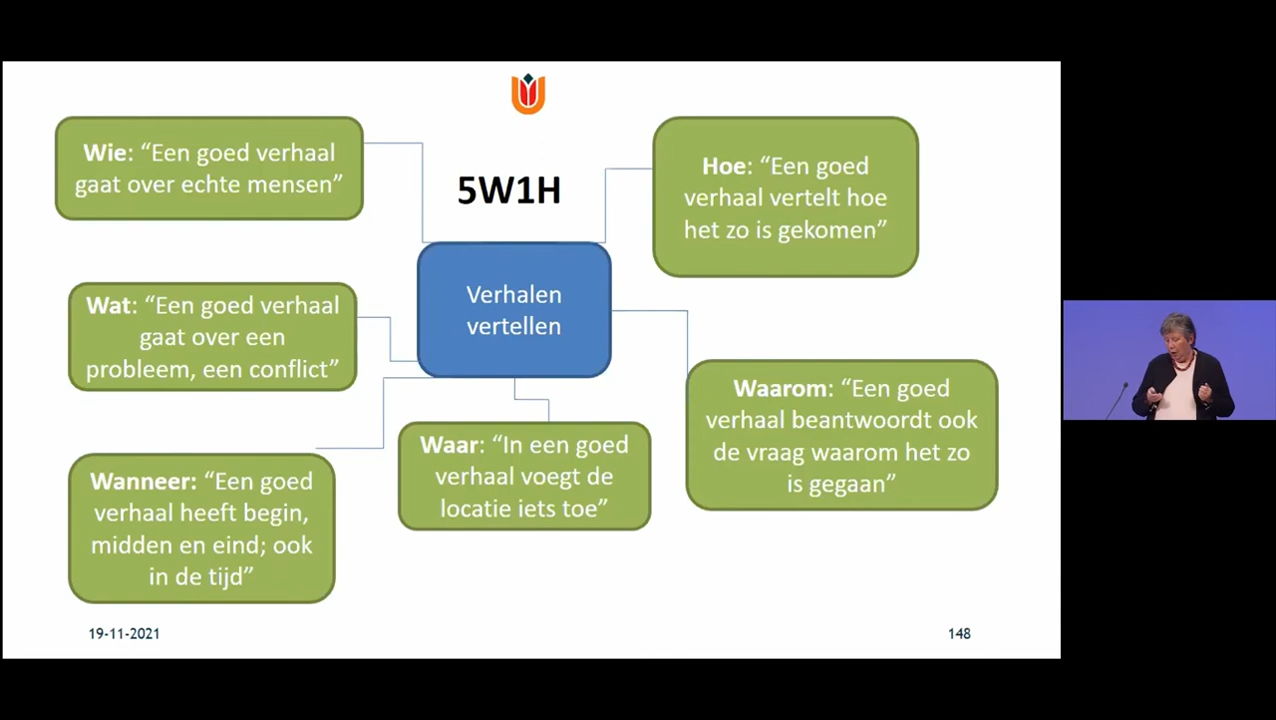 5W1H
Wie: “Een goed verhaal
gaat over echte mensen”
Hoe: “Een goed
verhaal vertelt hoe
het zo is gekomen”
Verhalen
vertellen
Wat: “Een goed verhaal
gaat over een
probleem, een conflict”
Waarom: “Een goed
verhaal beantwoordt ook
de vraag waarom het zo
is gegaan”
Waar: “In een goed
verhaal voegt de
locatie iets toe”
Wanneer: “Een goed
verhaal heeft begin,
midden en eind; ook
in de tijd”
19-11-2021
148